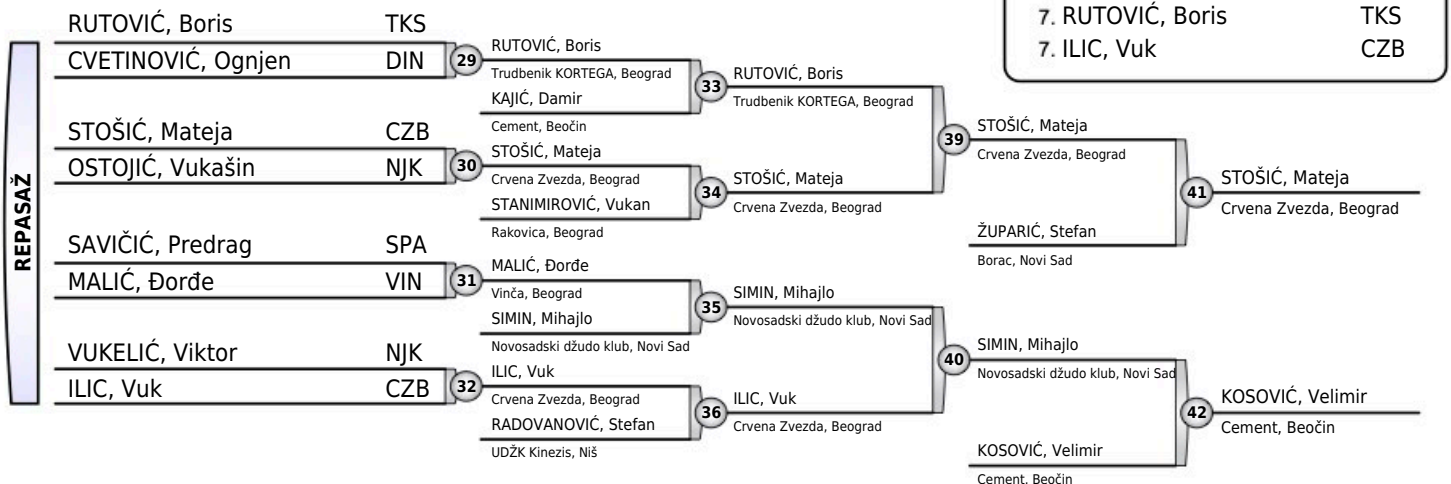 7. RUTOVIĆ, Boris TKS
7. ILIC, Vuk CZB
REPASAŽ
RUTOVIĆ, Boris TKS
CVETINOVIĆ, Ognjen DIN
STOŠIĆ, Mateja CZB
OSTOJIĆ, Vukašin NJK
SAVIČIĆ, Predrag SPA
MALIĆ, Đorđe VIN
VUKELIĆ, Viktor NJK
ILIC, Vuk CZB
29
30
31
32
RUTOVIĆ, Boris
Trudbenik KORTEGA, Beograd
KAJIĆ, Damir
Cement, Beočin
STOŠIĆ, Mateja
Crvena Zvezda, Beograd
STANIMIROVIĆ, Vukan
Rakovica, Beograd
MALIĆ, Đorđe
Vinča, Beograd
SIMIN, Mihajlo
Novosadski džudo klub, Novi Sad
ILIC, Vuk
Crvena Zvezda, Beograd
RADOVANOVIĆ, Stefan
UDŽK Kinezis, Niš
33
34
35
36
RUTOVIĆ, Boris
Trudbenik KORTEGA, Beograd
STOŠIĆ, Mateja
Crvena Zvezda, Beograd
SIMIN, Mihajlo
Novosadski džudo klub, Novi Sad
ILIC, Vuk
Crvena Zvezda, Beograd
39
40
STOŠIĆ, Mateja
Crvena Zvezda, Beograd
ŽUPARIĆ, Stefan
Borac, Novi Sad
SIMIN, Mihajlo
Novosadski džudo klub, Novi Sad
KOSOVIĆ, Velimir
Cement, Beočin
41
42
STOŠIĆ, Mateja
Crvena Zvezda, Beograd
KOSOVIĆ, Velimir
Cement, Beočin